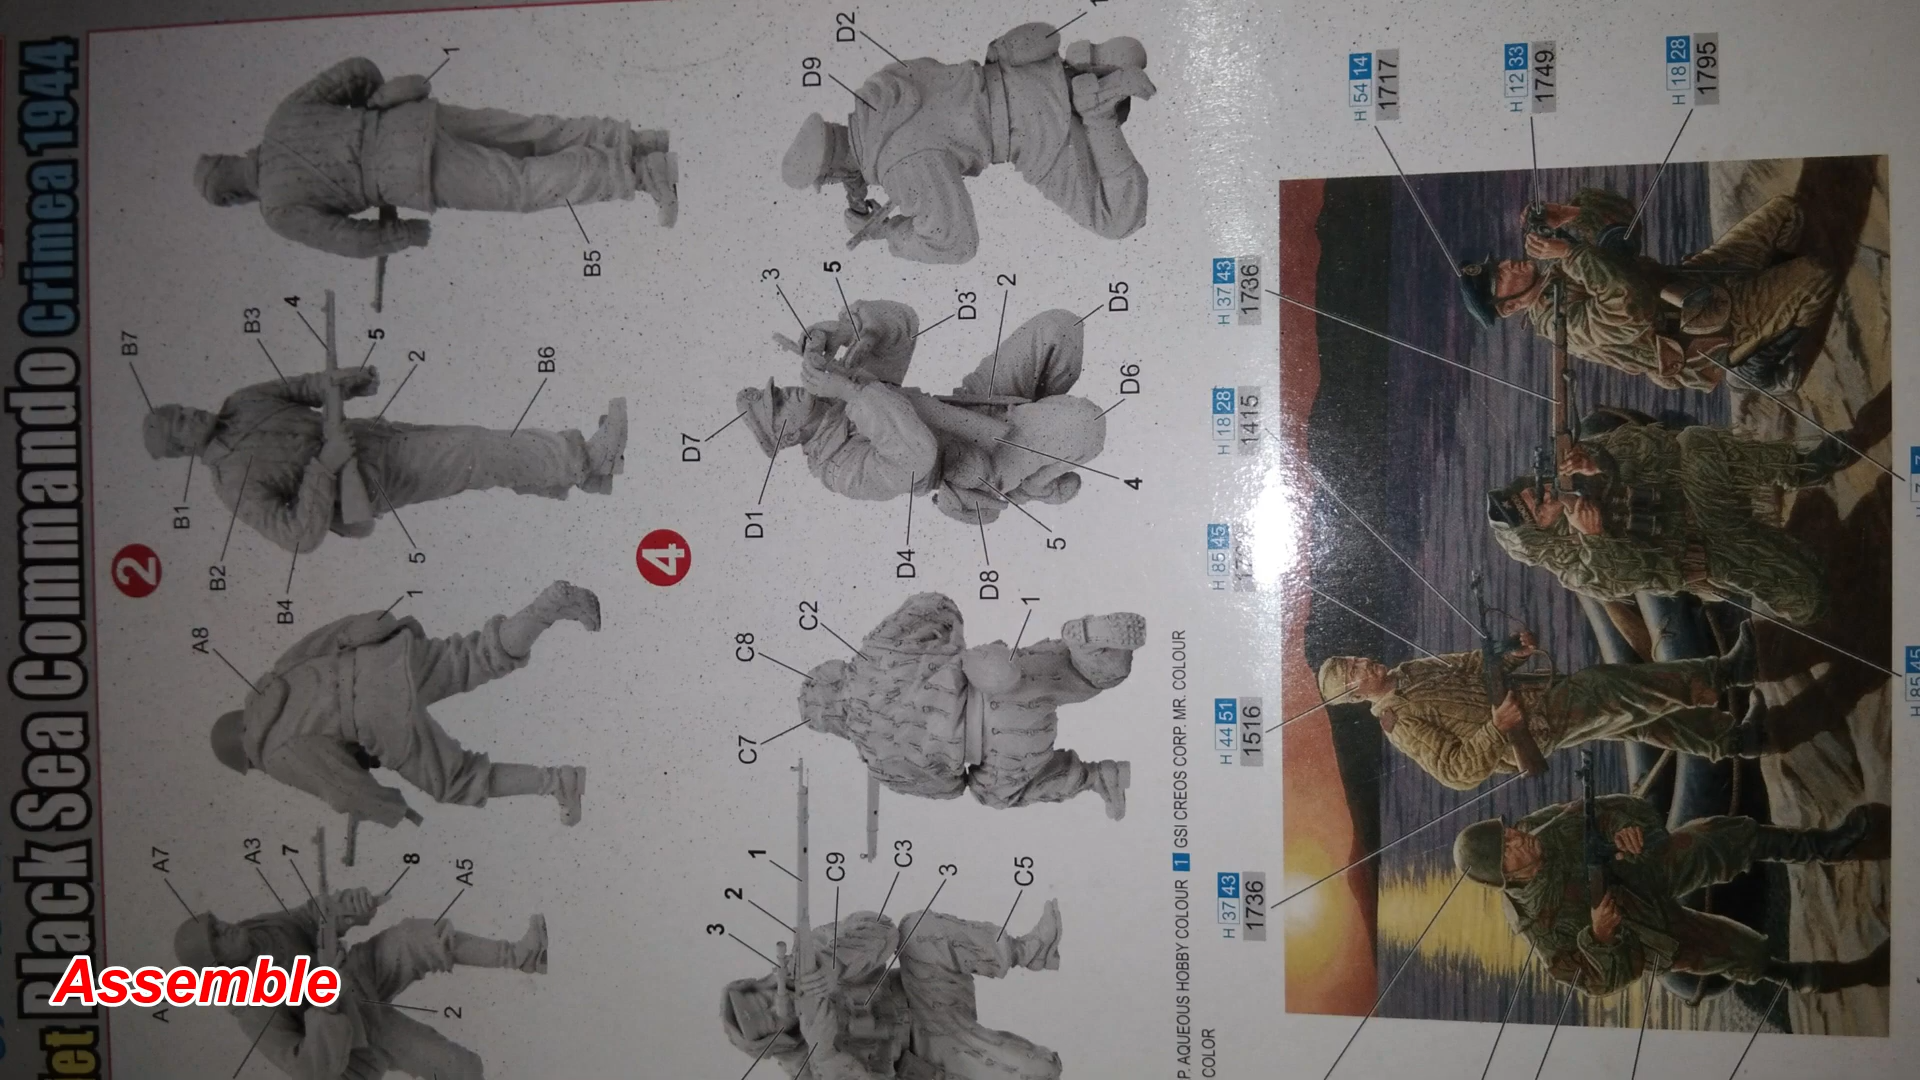 iet Black Sea Commando Crimea 1944
2
B7
B3
4
5
2
B6
B1
B2
B4
5
1
B5
A8
1
A7
A3
7
8
A5
2
4
D9
D2
D7
D1
3
5
D3
2
D5
D6
4
D4
D8
5
C8
C2
C7
1
3
2
1
C9
C3
3
C5
P. AQUEOUS HOBBY COLOUR 1 GSI CREOS CORP. MR. COLOUR
COLOR
H 37 43
1736
H 44 51
1516
H 85 45
H 18 28
1415
H 37 43
1736
H 54 14
1717
H 12 33
1749
H 18 28
1795
H 85 45
Assemble